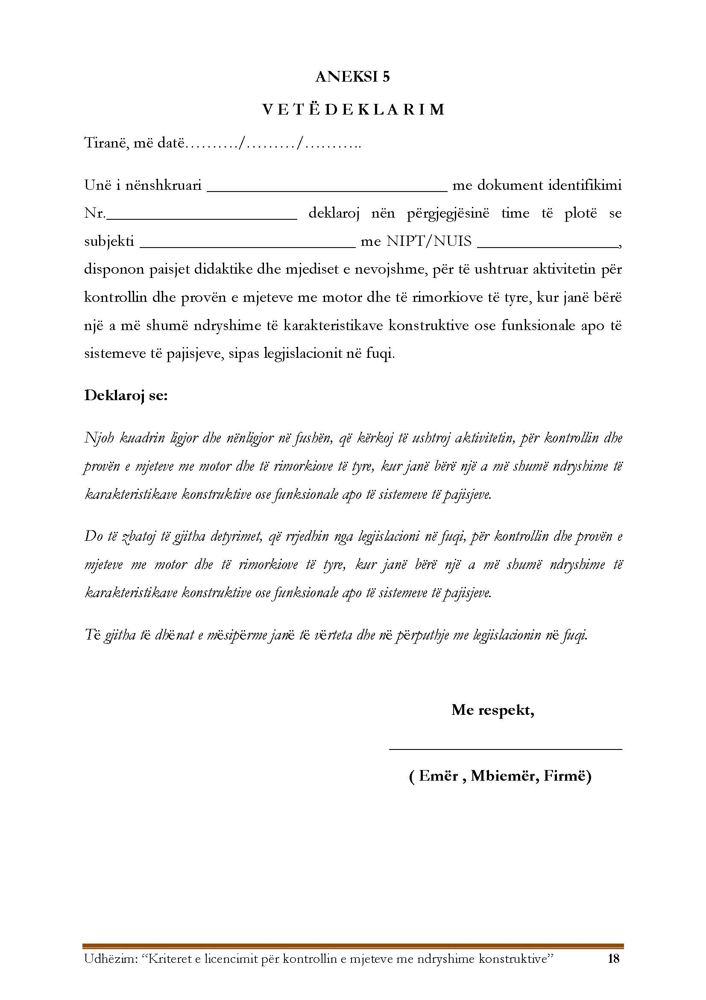 ANEKSI 5
V E T Ë D E K L A R I M
Tiranë, më datë………./………/………..
Unë i nënshkruari ______________________________ me dokument identifikimi
Nr.________________________ deklaroj nën përgjegjësinë time të plotë se
subjekti ___________________________ me NIPT/NUIS __________________,
disponon paisjet didaktike dhe mjediset e nevojshme, për të ushtruar aktivitetin për
kontrollin dhe provën e mjeteve me motor dhe të rimorkiove të tyre, kur janë bërë
një a më shumë ndryshime të karakteristikave konstruktive ose funksionale apo të
sistemeve të pajisjeve, sipas legjislacionit në fuqi.
Deklaroj se:
Njoh kuadrin ligjor dhe nënligjor në fushën, që kërkoj të ushtroj aktivitetin, për kontrollin dhe
provën e mjeteve me motor dhe të rimorkiove të tyre, kur janë bërë një a më shumë ndryshime të
karakteristikave konstruktive ose funksionale apo të sistemeve të pajisjeve.
Do të zbatoj të gjitha detyrimet, që rrjedhin nga legjislacioni në fuqi, për kontrollin dhe provën e
mjeteve me motor dhe të rimorkiove të tyre, kur janë bërë një a më shumë ndryshime të
karakteristikave konstruktive ose funksionale apo të sistemeve të pajisjeve.
Të gjitha të dhënat e mësipërme janë të vërteta dhe në përputhje me legjislacionin në fuqi.
Me respekt,
_____________________________
( Emër , Mbiemër, Firmë)
Udhëzim: “Kriteret e licencimit për kontrollin e mjeteve me ndryshime konstruktive” 18